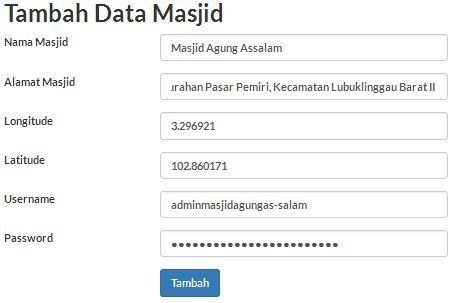 Tambah Data Masjid
Nama Masjid
Masjid Agung Assalam
Alamat Masjid
rahan Pasar Pemiri, Kecamatan Lubuklinggau Barat II
Longitude
3.296921
Latitude
102.860171
Username
adminmasjidagungas-salam
Password
Tambah